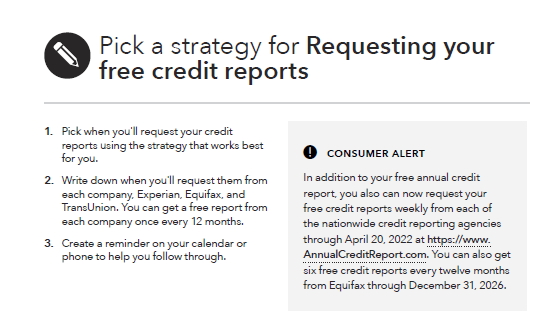 Pick a strategy for Requesting your
free credit reports
1. Pick when you'll request your credit
reports using the strategy that works best
for you.
2. Write down when you'll request them from
each company, Experian, Equifax, and
TransUnion. You can get a free report from
each company once every 12 months.
3. Create a reminder on your calendar or
phone to help you follow through.
CONSUMER ALERT
In addition to your free annual credit
report, you also can now request your
free credit reports weekly from each of
the nationwide credit reporting agencies
through April 20, 2022 at https://www.
AnnualCreditReport.com. You can also get
six free credit reports every twelve months
from Equifax through December 31, 2026.